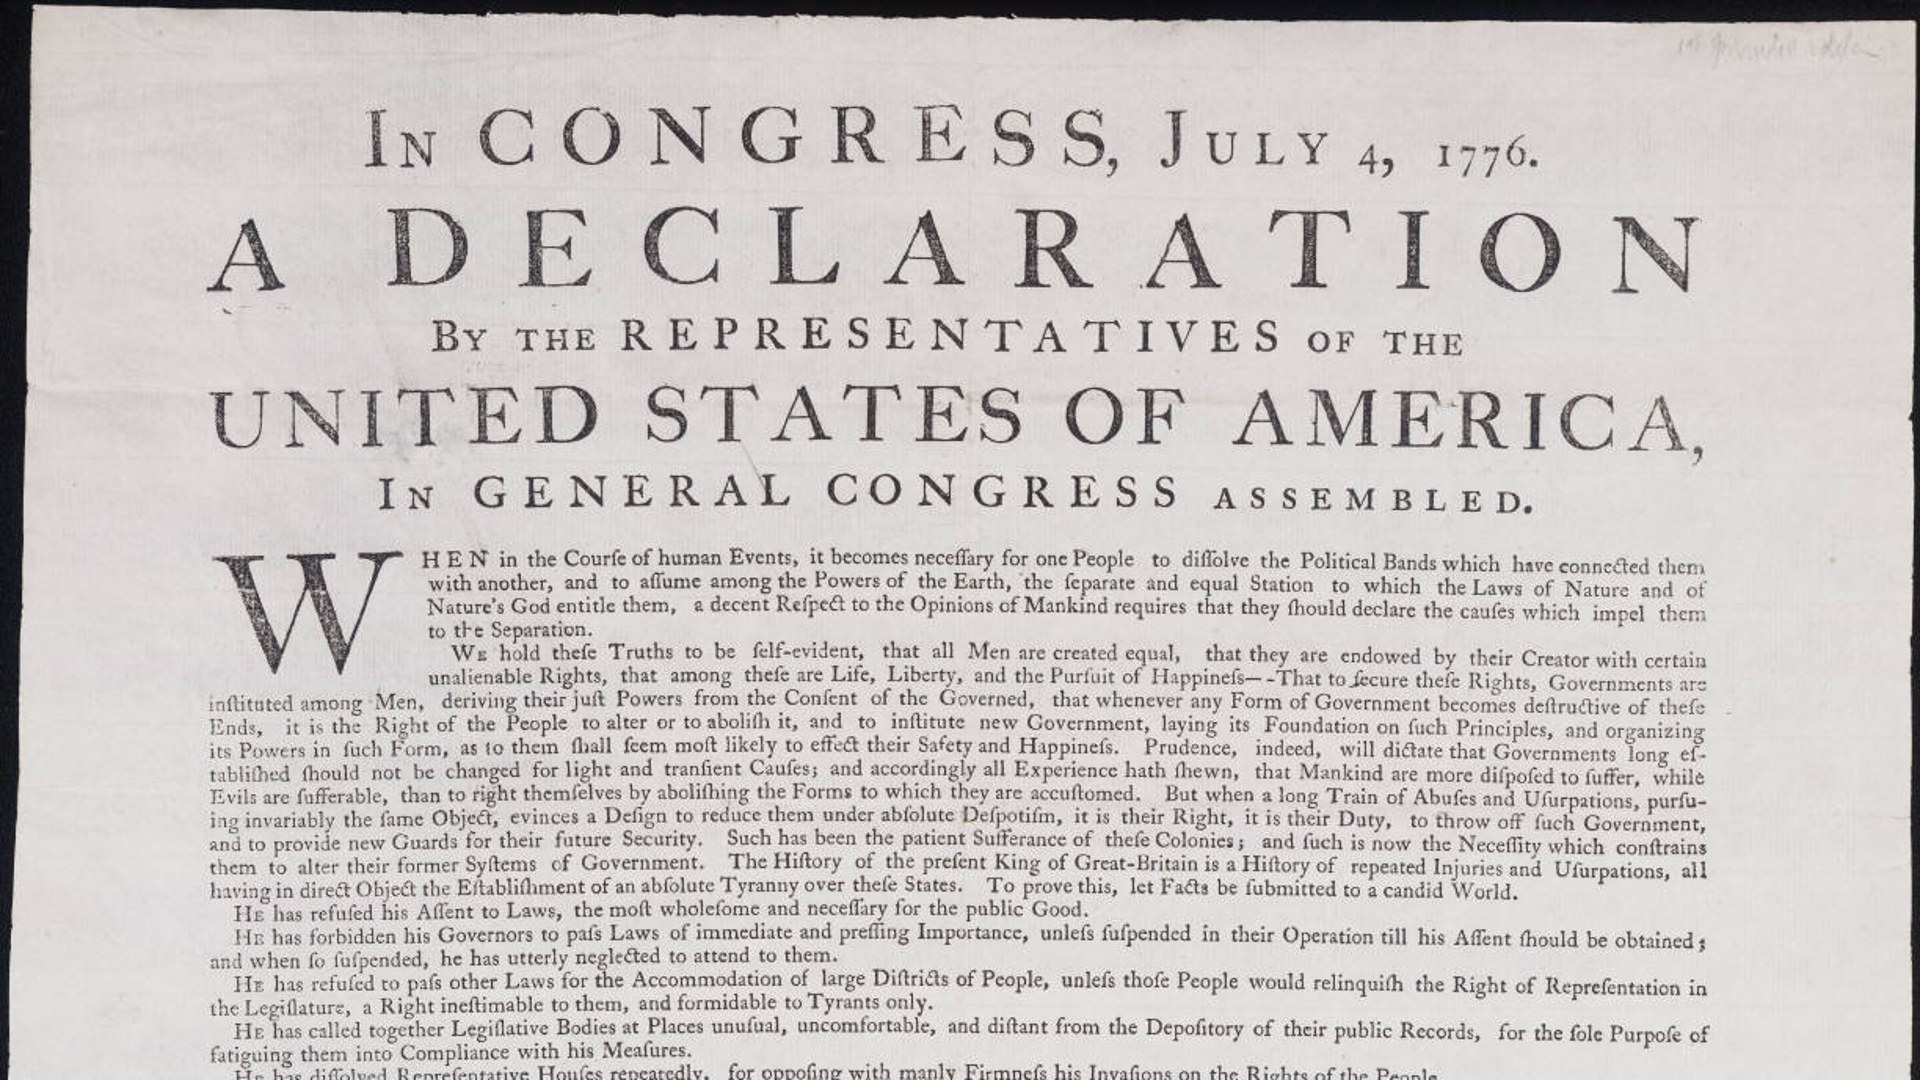 IN CONGRESS, JULY 4, 1776.
A DECLARATION
BY THE REPRESENTATIVES OF THE
UNITED STATES OF AMERICA,
IN GENERAL CONGRESS ASSEMBLED.
WHEN in the Courſe of human Events, it becomes neceſſary for one People to diſſolve the Political Bands which have connected them
with another, and to aſſume among the Powers of the Earth, the ſeparate and equal Station to which the Laws of Nature and of
Nature's God entitle them, a decent Reſpect to the Opinions of Mankind requires that they ſhould declare the cauſes which impel them
to the Separation.
WE hold theſe Truths to be ſelf-evident, that all Men are created equal, that they are endowed by their Creator with certain
unalienable Rights, that among theſe are Life, Liberty, and the Purſuit of Happineſs—-That to ſecure theſe Rights, Governments are
inſtituted among Men, deriving their juſt Powers from the Conſent of the Governed, that whenever any Form of Government becomes deſtructive of theſe
Ends, it is the Right of the People to alter or to aboliſh it, and to inſtitute new Government, laying its Foundation on ſuch Principles, and organizing
its Powers in ſuch Form, as to them ſhall ſeem moſt likely to effect their Safety and Happineſs. Prudence, indeed, will dictate that Governments long eſ-
tabliſhed ſhould not be changed for light and tranſient Cauſes; and accordingly all Experience hath ſhewn, that Mankind are more diſpoſed to ſuffer, while
Evils are ſufferable, than to right themſelves by aboliſhing the Forms to which they are accuſtomed. But when a long Train of Abuſes and Uſurpations, purſu-
ing invariably the ſame Object, evinces a Deſign to reduce them under abſolute Deſpotiſm, it is their Right, it is their Duty, to throw off ſuch Government,
and to provide new Guards for their future Security. Such has been the patient Sufferance of theſe Colonies; and ſuch is now the Neceſſity which conſtrains
them to alter their former Syſtems of Government. The Hiſtory of the preſent King of Great-Britain is a Hiſtory of repeated Injuries and Uſurpations, all
having in direct Object the Eſtabliſhment of an abſolute Tyranny over theſe States. To prove this, let Facts be ſubmitted to a candid World.
HE has refuſed his Aſſent to Laws, the moſt wholeſome and neceſſary for the public Good.
HE has forbidden his Governors to paſs Laws of immediate and preſſing Importance, unleſs ſuſpended in their Operation till his Aſſent ſhould be obtained;
and when ſo ſuſpended, he has utterly neglected to attend to them.
HE has refuſed to paſs other Laws for the Accommodation of large Diſtricts of People, unleſs thoſe People would relinquiſh the Right of Repreſentation in
the Legiſlature, a Right ineſtimable to them, and formidable to Tyrants only.
HE has called together Legiſlative Bodies at Places unuſual, uncomfortable, and diſtant from the Depoſitory of their public Records, for the ſole Purpoſe of
fatiguing them into Compliance with his Meaſures.
HE has diſſolved Repreſentative Houſes repeatedly, for oppoſing with manly Firmneſs his Invaſions on the Rights of the People.